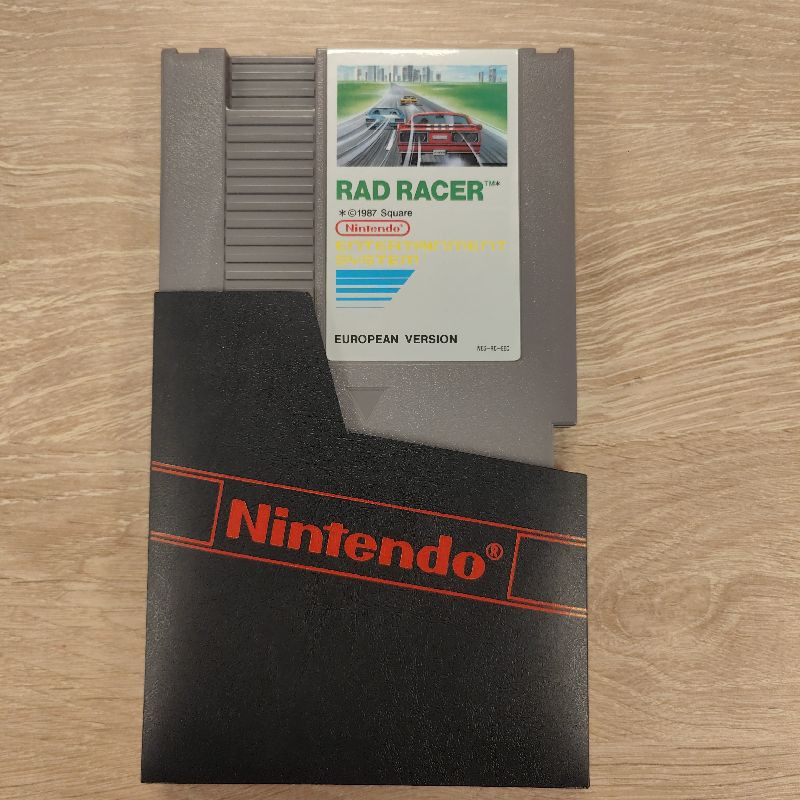 RAD RACER™*
*©1987 Square
Nintendo®
ENTERTAINMENT
SYSTEM
EUROPEAN VERSION
Nintendo®